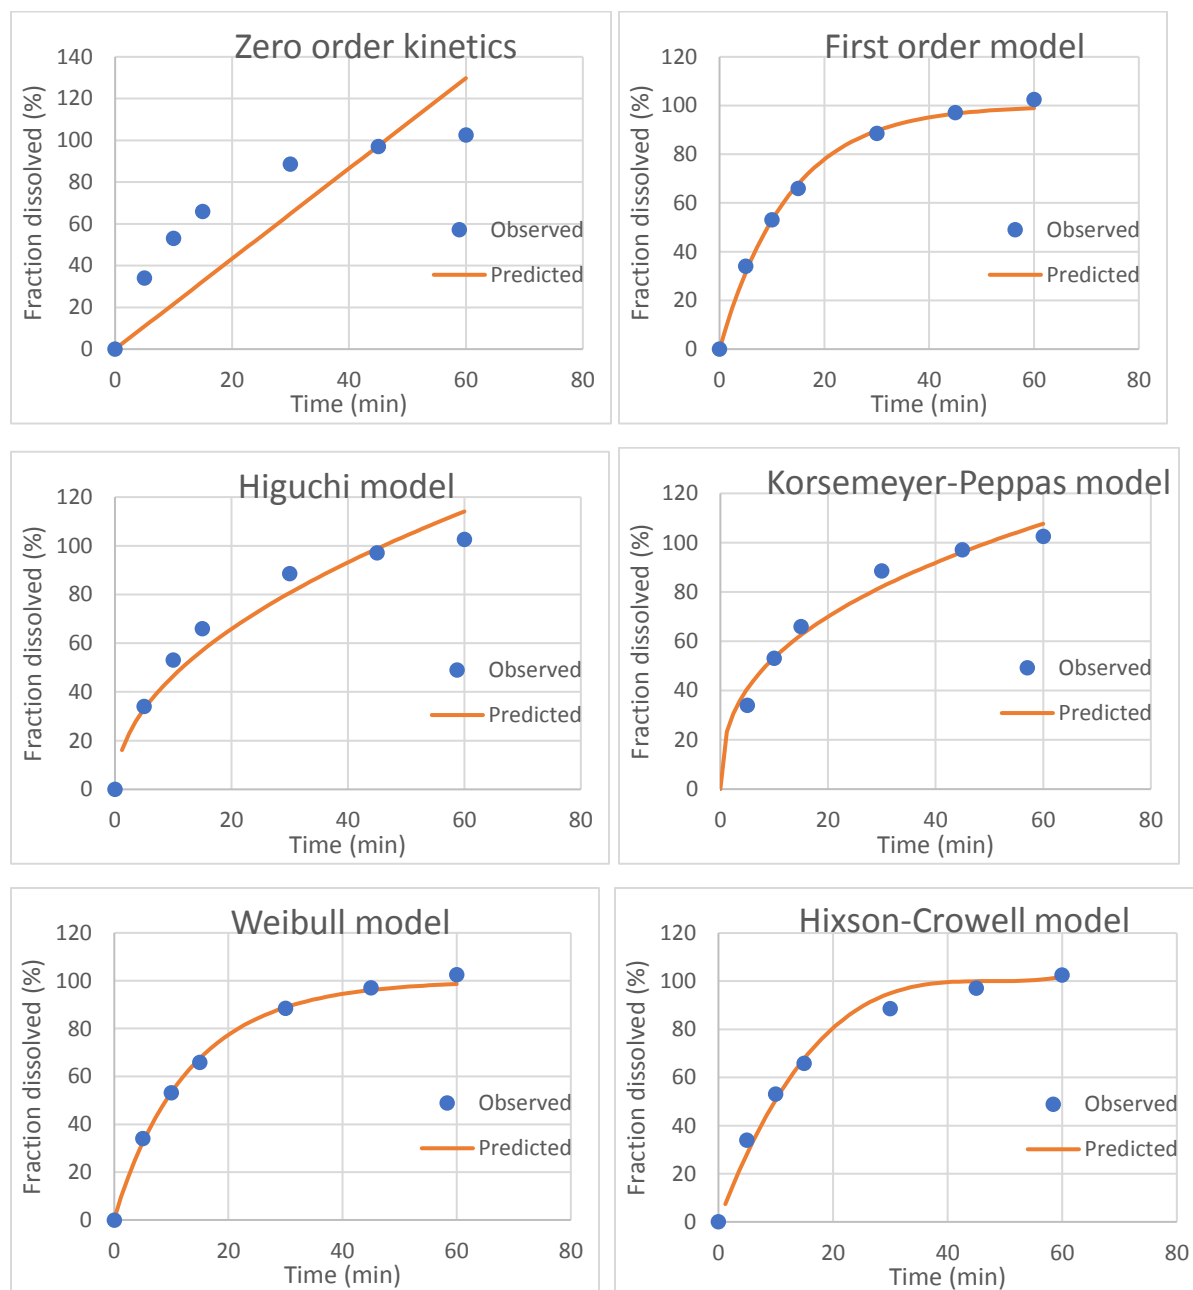 Zero order kinetics
Fraction dissolved (%)
140
120
100
80
60
40
20
0
Observed
Predicted
0 20 40 60 80
Time (min)
First order model
Fraction dissolved (%)
120
100
80
60
40
20
0
Observed
Predicted
0 20 40 60 80
Time (min)
Higuchi model
Fraction dissolved (%)
120
100
80
60
40
20
0
Observed
Predicted
0 20 40 60 80
Time (min)
Korsemeyer-Peppas model
Fraction dissolved (%)
120
100
80
60
40
20
0
Observed
Predicted
20 40 60 80
Time (min)
Weibull model
Fraction dissolved (%)
120
100
80
60
40
20
0
Observed
Predicted
0 20 40 60 80
Time (min)
Hixson-Crowell model
Fraction dissolved (%)
120
100
80
60
40
20
0
Observed
Predicted
0 20 40 60 80
Time (min)